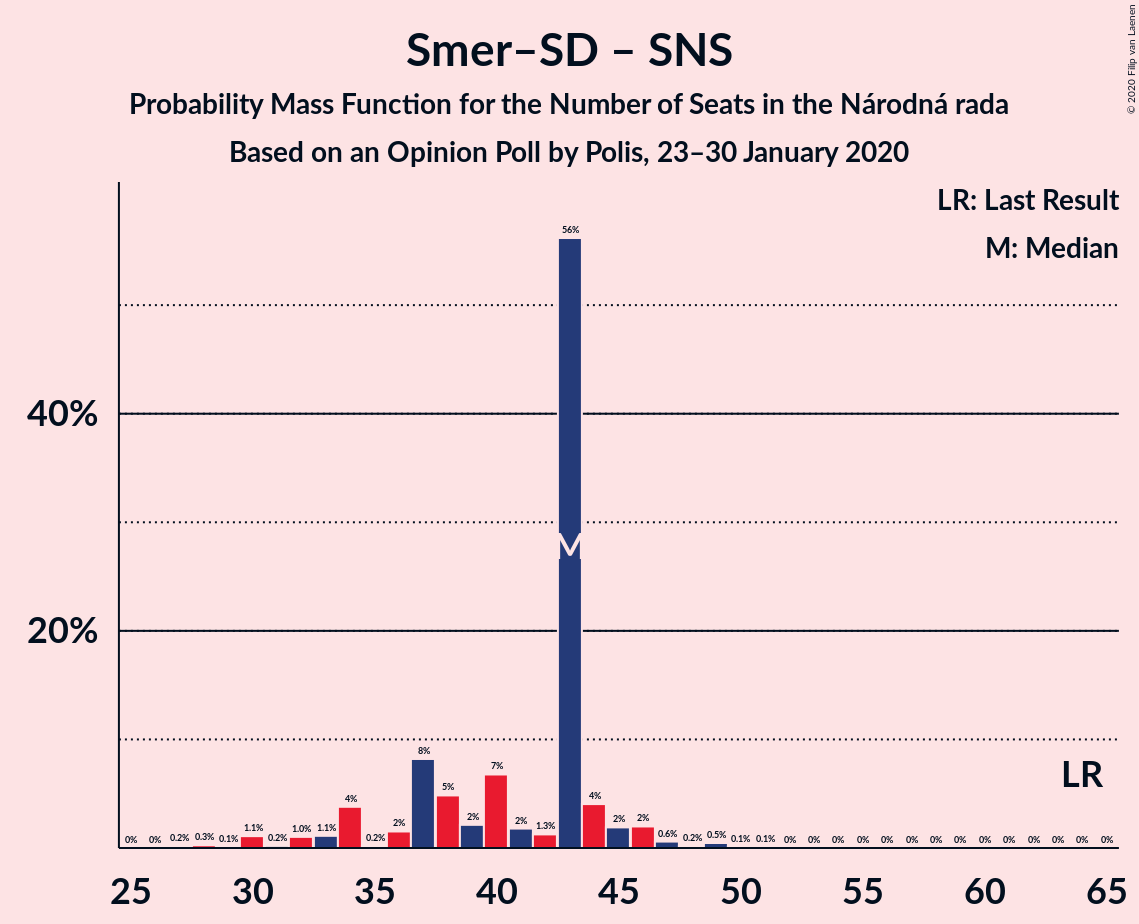 Smer–SD – SNS
Probability Mass Function for the Number of Seats in the Národná rada
Based on an Opinion Poll by Polis, 23–30 January 2020
© 2020 Filip van Laenen
LR: Last Result
M: Median
56%
40%
M
20%
LR
0% 0% 0.2% 0.3% 0.1% 1.1% 0.2% 1.0% 1.1% 4% 0.2% 2% 8% 5% 2% 7% 2% 1.3% 4% 2% 2% 0.6% 0.2% 0.5% 0.1% 0.1% 0% 0% 0% 0% 0% 0% 0% 0% 0% 0% 0% 0% 0% 0%
25 30 35 40 45 50 55 60 65